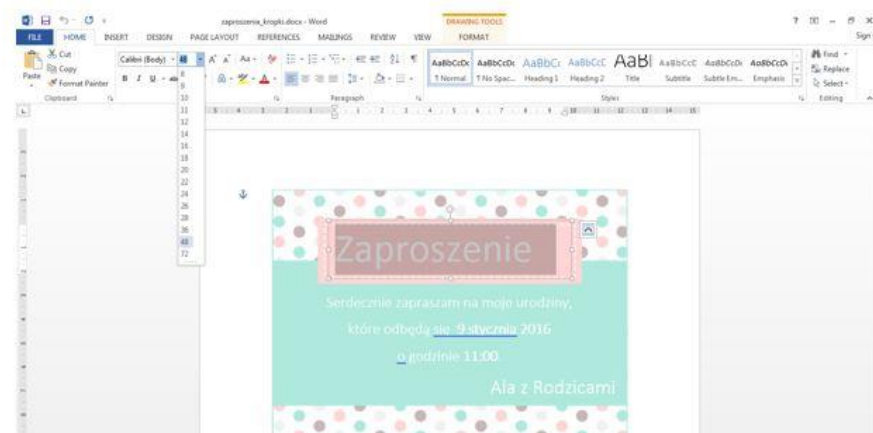 zaproszenia_kropki.docx - Word
DRAWING TOOLS
Sign
FILE HOME INSERT DESIGN PAGE LAYOUT REFERENCES MAILINGS REVIEW VIEW FORMAT
Cut
Copy
Format Painter
Paste
Calibri (Body) 48
B I U
Aa
AaBbCcDc AaBbCcDc AaBbCc AaBbCcC AaBl AaBbCcC AaBbCcDc AaBbCcDc
¶ Normal ¶ No Spac... Heading 1 Heading 2 Title Subtitle Subtle Em... Emphasis
Find
Replace
Select
Clipboard Paragraph Styles Editing
8
9
10
11
12
14
16
18
20
22
24
26
28
36
48
72
Zaproszenie
Serdecznie zapraszam na moje urodziny,
które odbędą się 9 stycznia 2016
o godzinie 11:00
Ala z Rodzicami